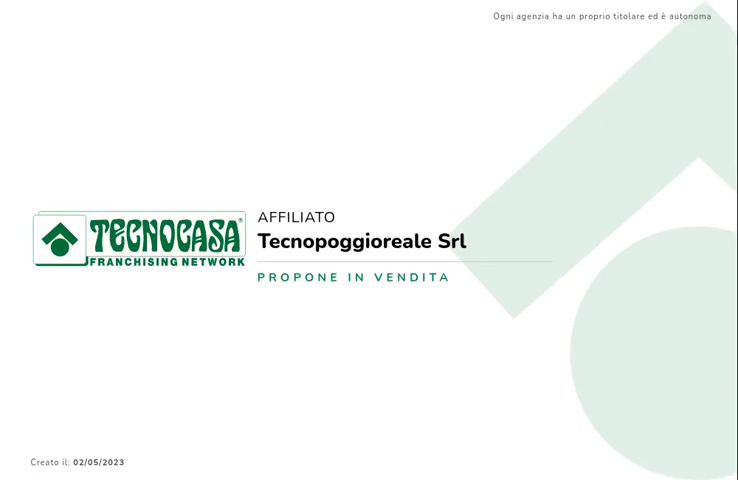 Ogni agenzia ha un proprio titolare ed è autonoma
TECNOCASA®
FRANCHISING NETWORK
AFFILIATO
Tecnopoggioreale Srl
PROPONE IN VENDITA
Creato il: 02/05/2023